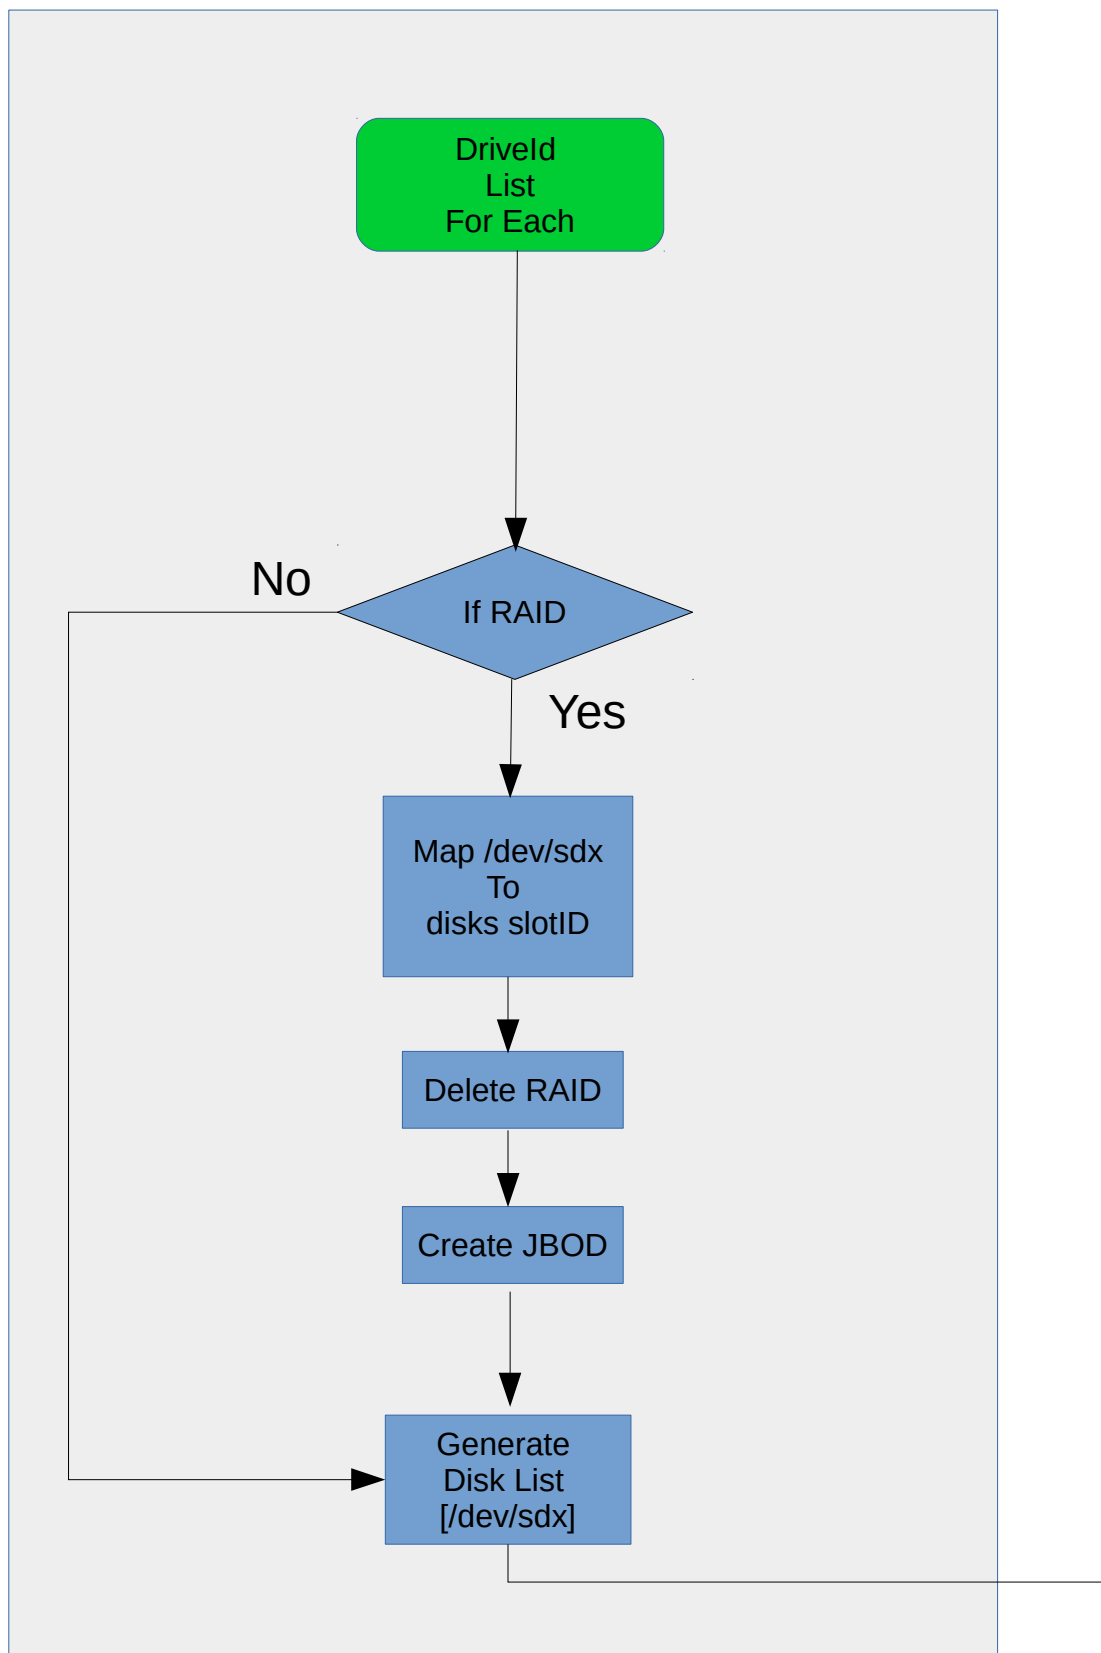 DriveId
List
For Each
No
If RAID
Yes
Map /dev/sdx
To
disks slotID
Delete RAID
Create JBOD
Generate
Disk List
[/dev/sdx]